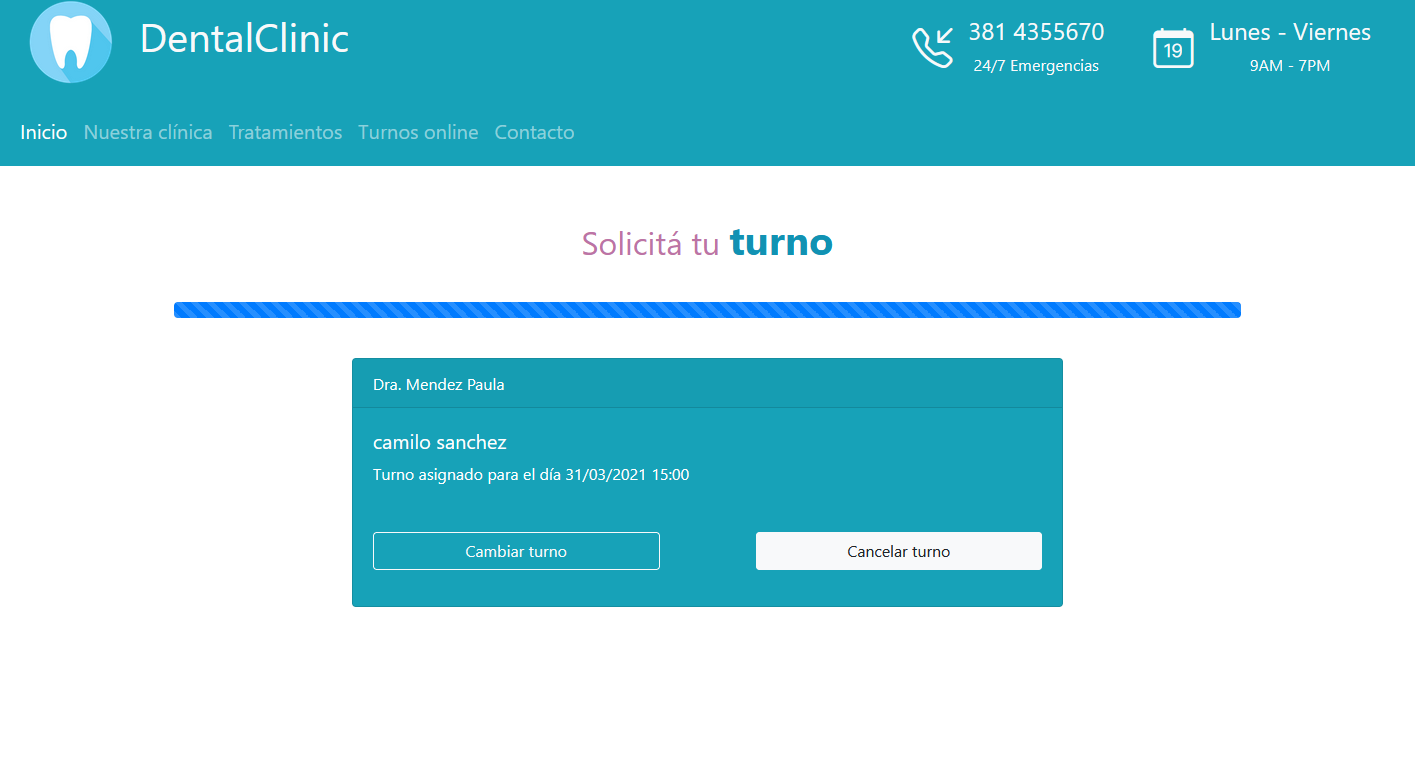 DentalClinic
381 4355670
24/7 Emergencias
19
Lunes - Viernes
9AM - 7PM
Inicio Nuestra clínica Tratamientos Turnos online Contacto
Solicitá tu turno
Dra. Mendez Paula
camilo sanchez
Turno asignado para el día 31/03/2021 15:00
Cambiar turno
Cancelar turno